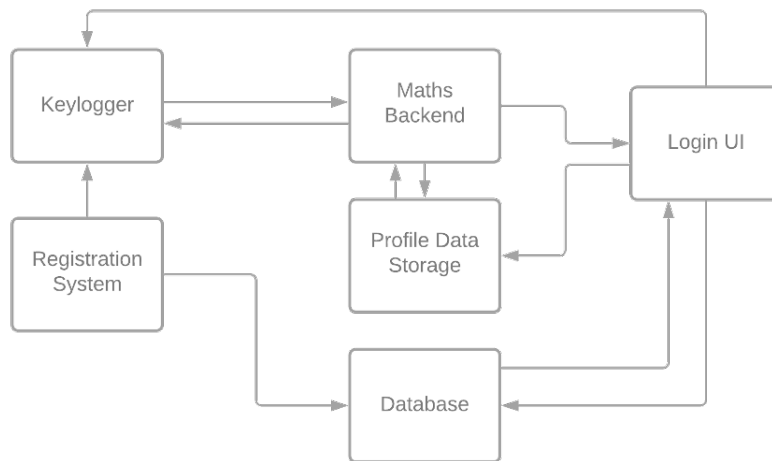 Keylogger
Maths
Backend
Login UI
Registration
System
Profile Data
Storage
Database